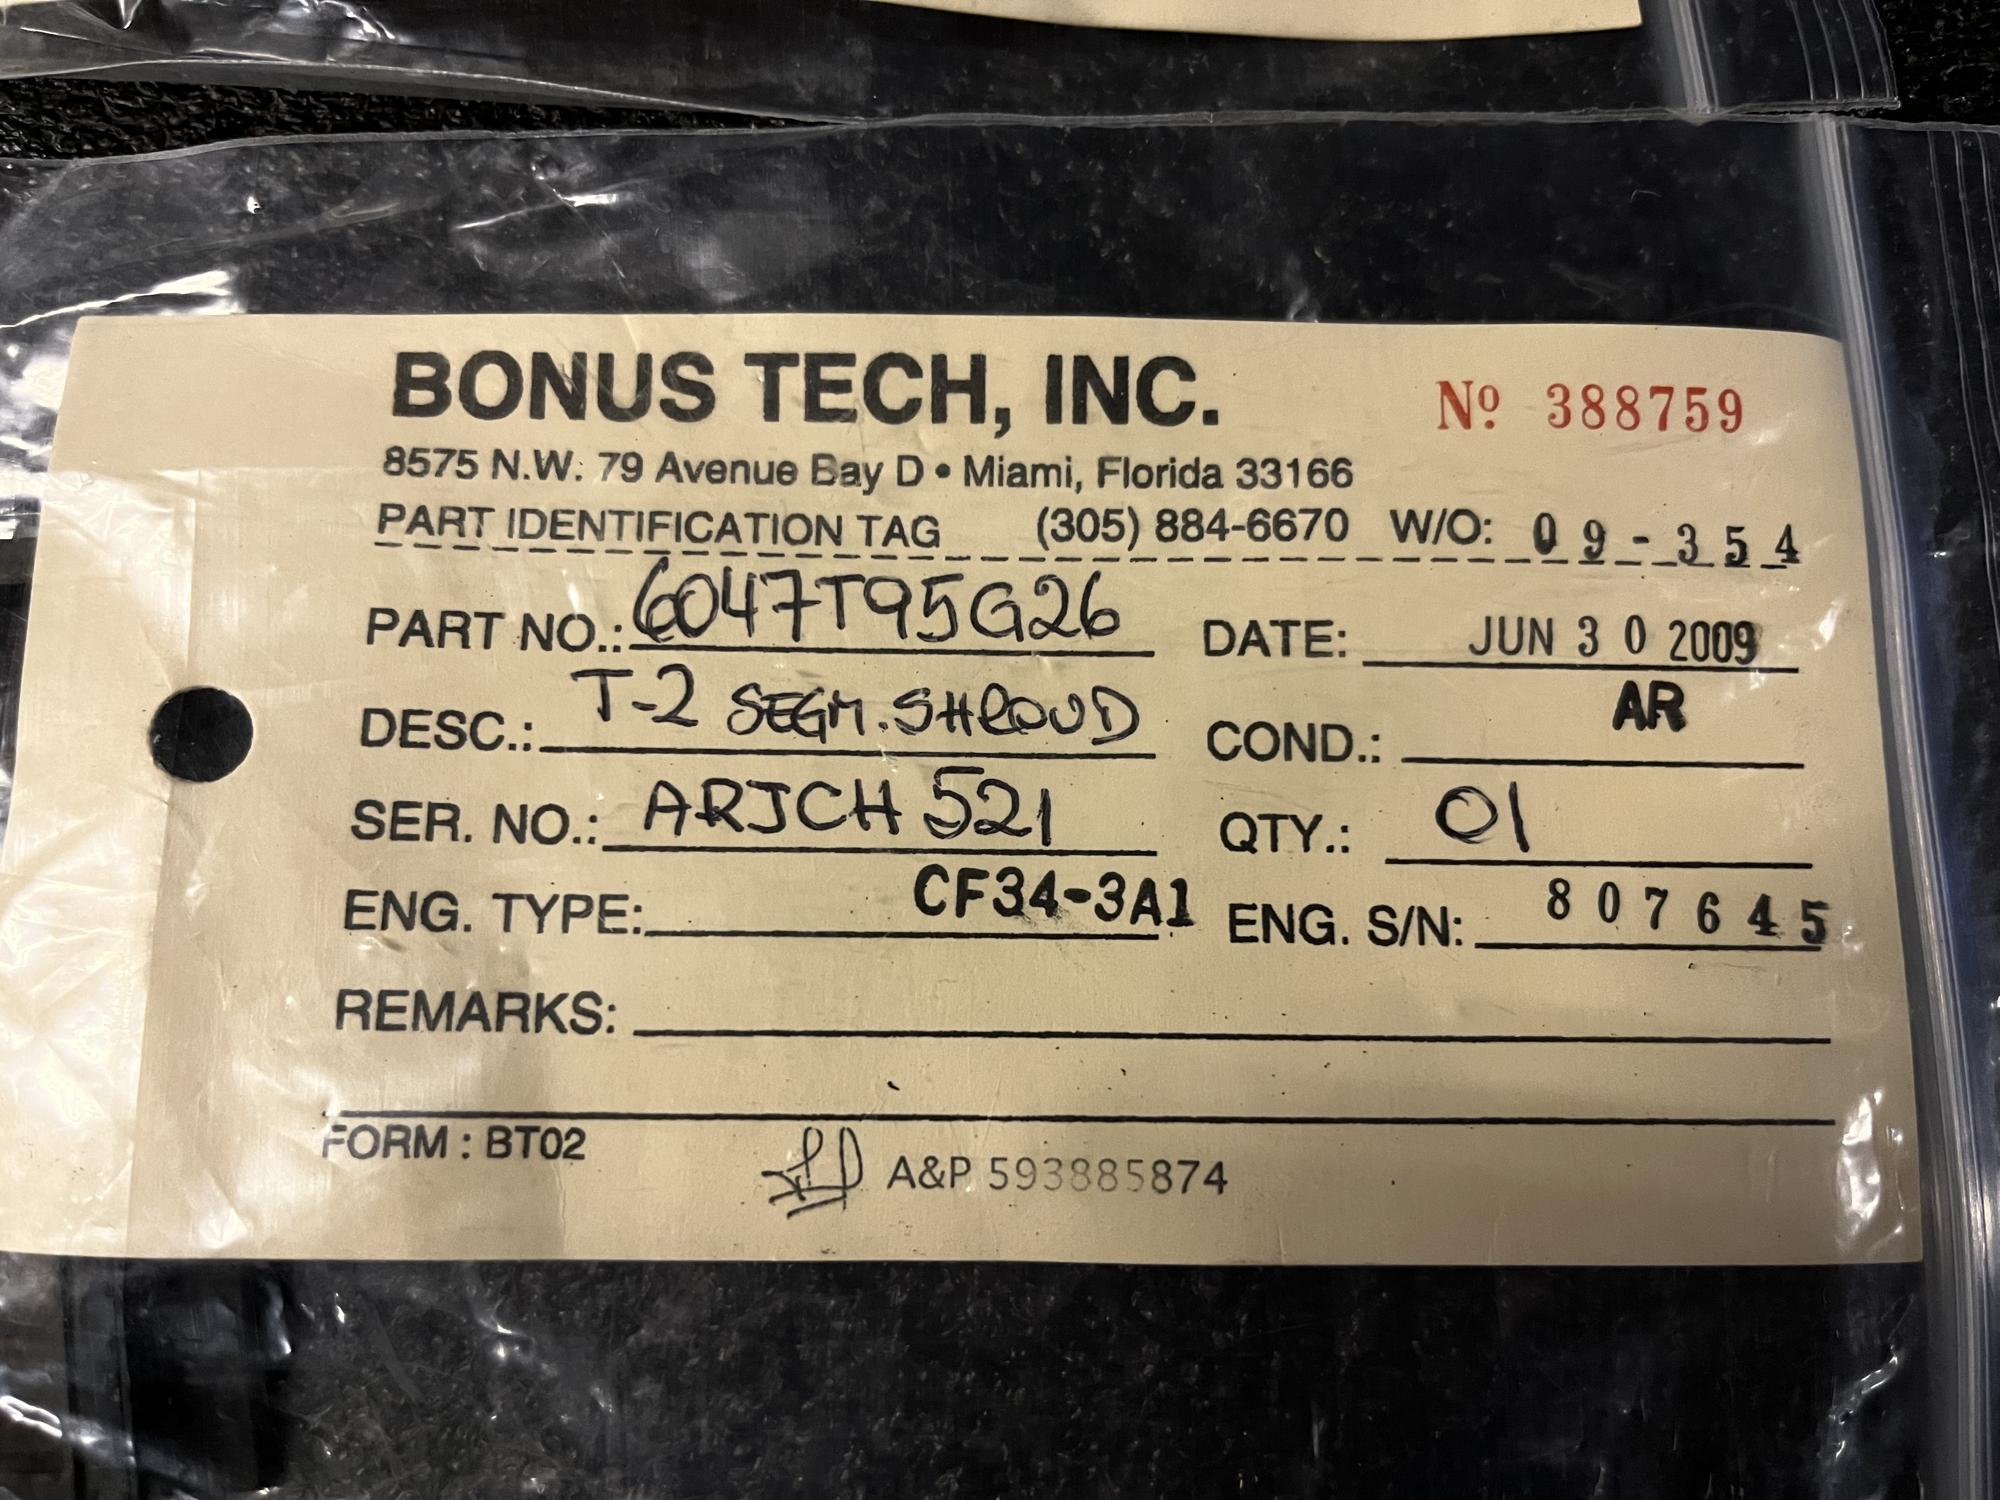 BONUS TECH, INC.
Nº 388759
8575 N.W. 79 Avenue Bay D • Miami, Florida 33166
PART IDENTIFICATION TAG (305) 884-6670 W/O: 09-354
PART NO.: 6047T95G26 DATE: JUN 30 2009
DESC.: T-2 SEGM. SHROUD COND.: AR
SER. NO.: ARJCH 521 QTY.: 01
ENG. TYPE: CF34-3A1 ENG. S/N: 807645
REMARKS:
FORM : BT02
A&P 593885874